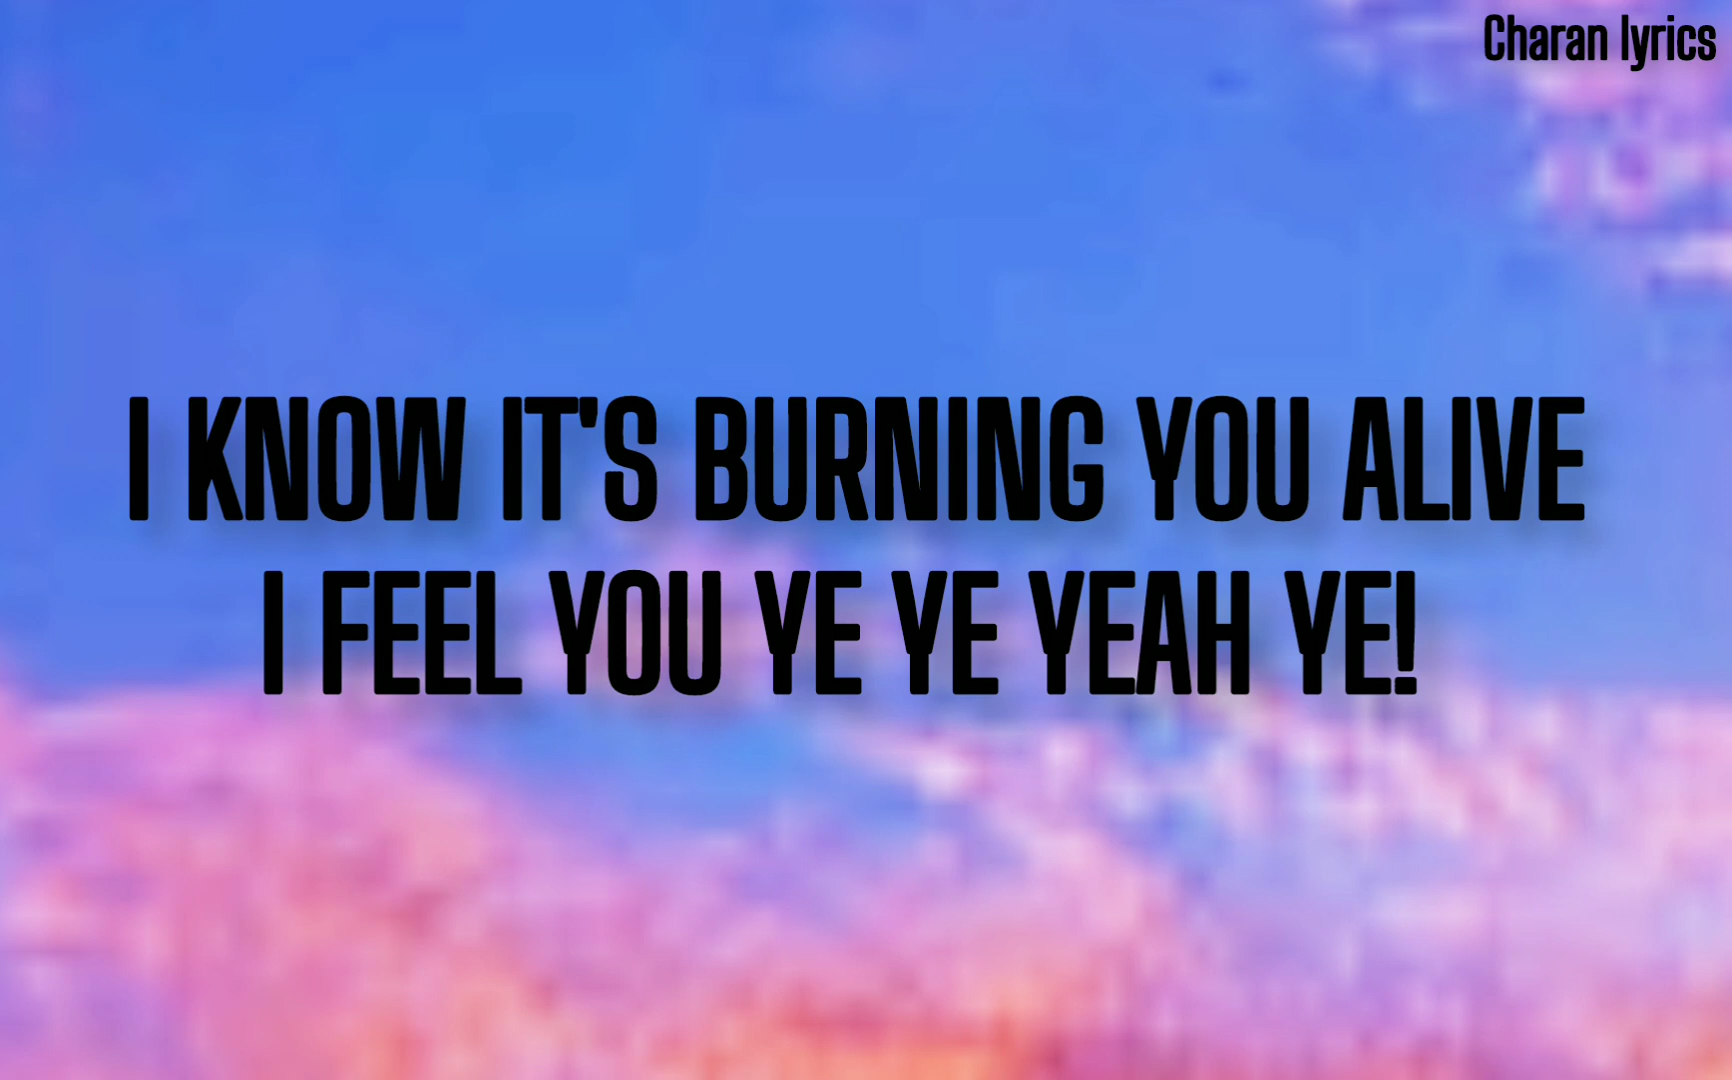 Charan lyrics
I KNOW IT'S BURNING YOU ALIVE
I FEEL YOU YE YE YEAH YE!